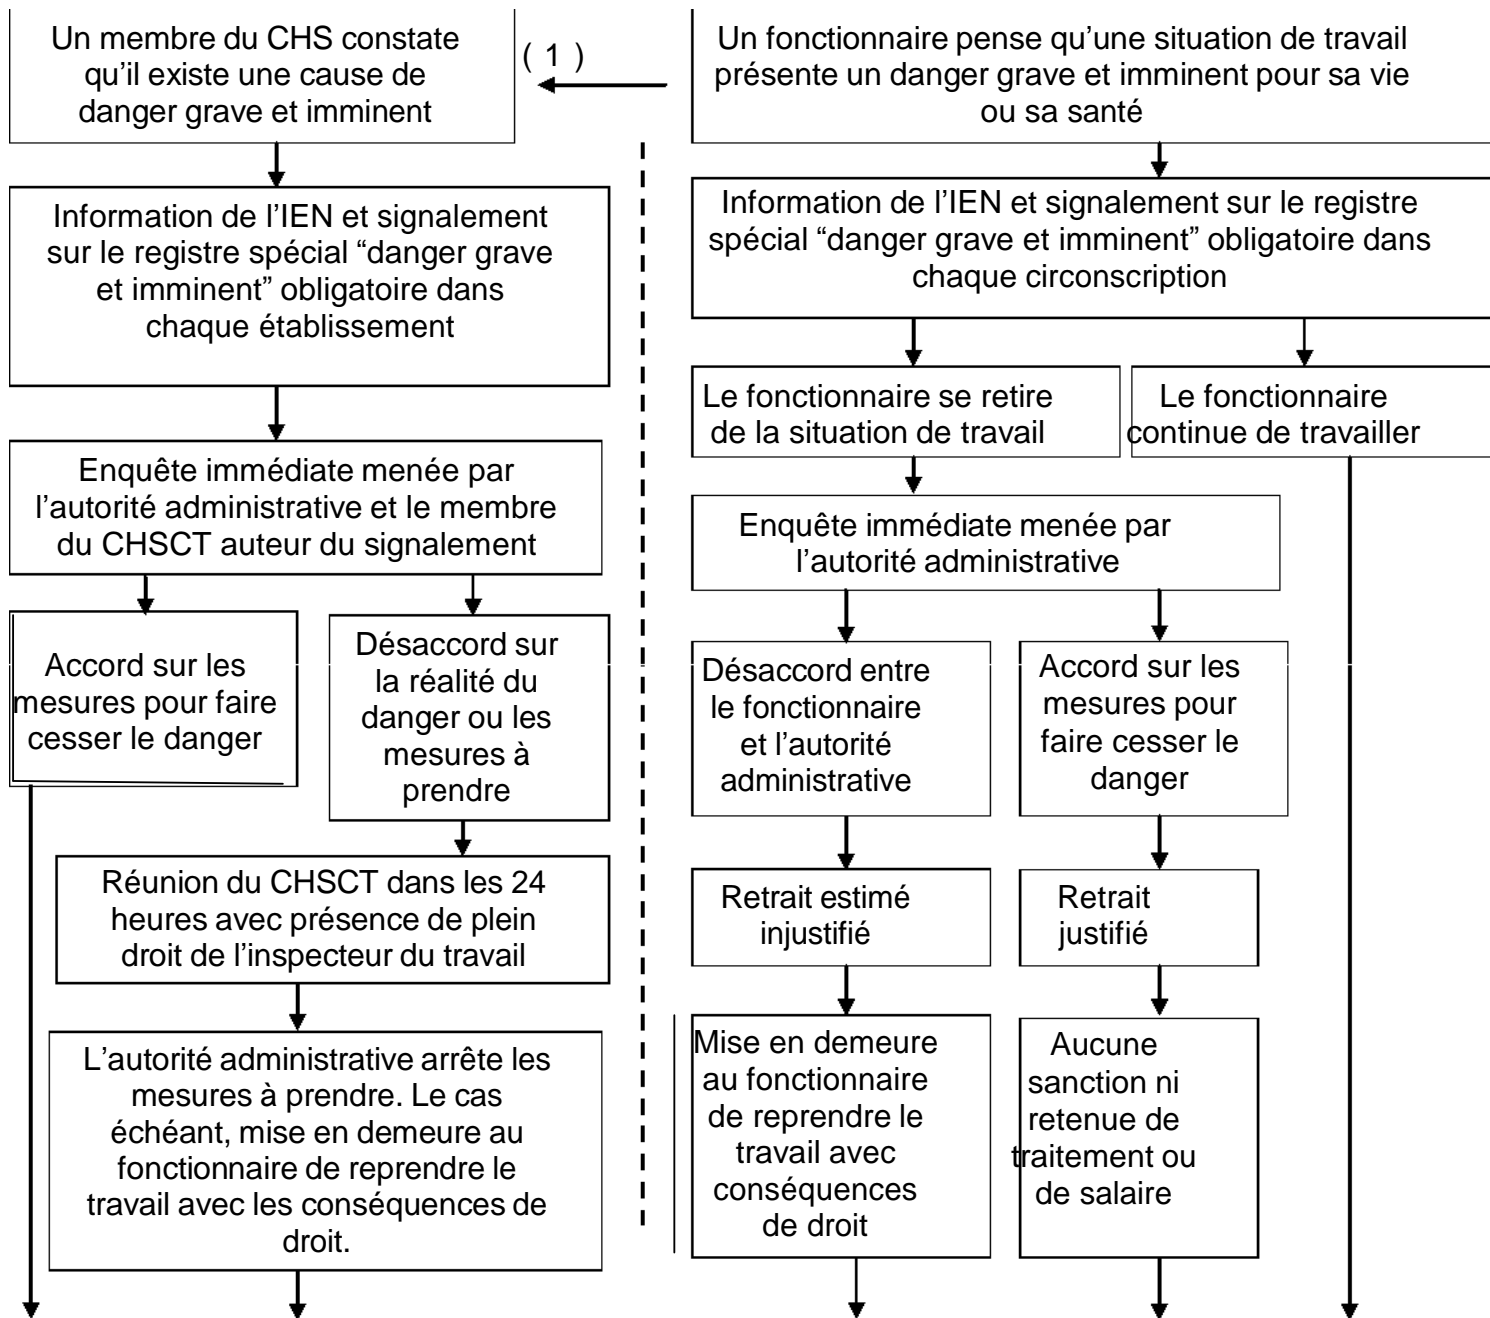 Un membre du CHS constate
qu’il existe une cause de
danger grave et imminent
( 1 )
Un fonctionnaire pense qu’une situation de travail
présente un danger grave et imminent pour sa vie
ou sa santé
Information de l’IEN et signalement
sur le registre spécial “danger grave
et imminent” obligatoire dans
chaque établissement
Information de l’IEN et signalement sur le registre
spécial “danger grave et imminent” obligatoire dans
chaque circonscription
Le fonctionnaire se retire
de la situation de travail
Le fonctionnaire
continue de travailler
Enquête immédiate menée par
l’autorité administrative et le membre
du CHSCT auteur du signalement
Enquête immédiate menée par
l’autorité administrative
Accord sur les
mesures pour faire
cesser le danger
Désaccord sur
la réalité du
danger ou les
mesures à
prendre
Désaccord entre
le fonctionnaire
et l’autorité
administrative
Accord sur les
mesures pour
faire cesser le
danger
Réunion du CHSCT dans les 24
heures avec présence de plein
droit de l’inspecteur du travail
Retrait estimé
injustifié
Retrait
justifié
L’autorité administrative arrête les
mesures à prendre. Le cas
échéant, mise en demeure au
fonctionnaire de reprendre le
travail avec les conséquences de
droit.
Mise en demeure
au fonctionnaire
de reprendre le
travail avec
conséquences
de droit
Aucune
sanction ni
retenue de
traitement ou
de salaire